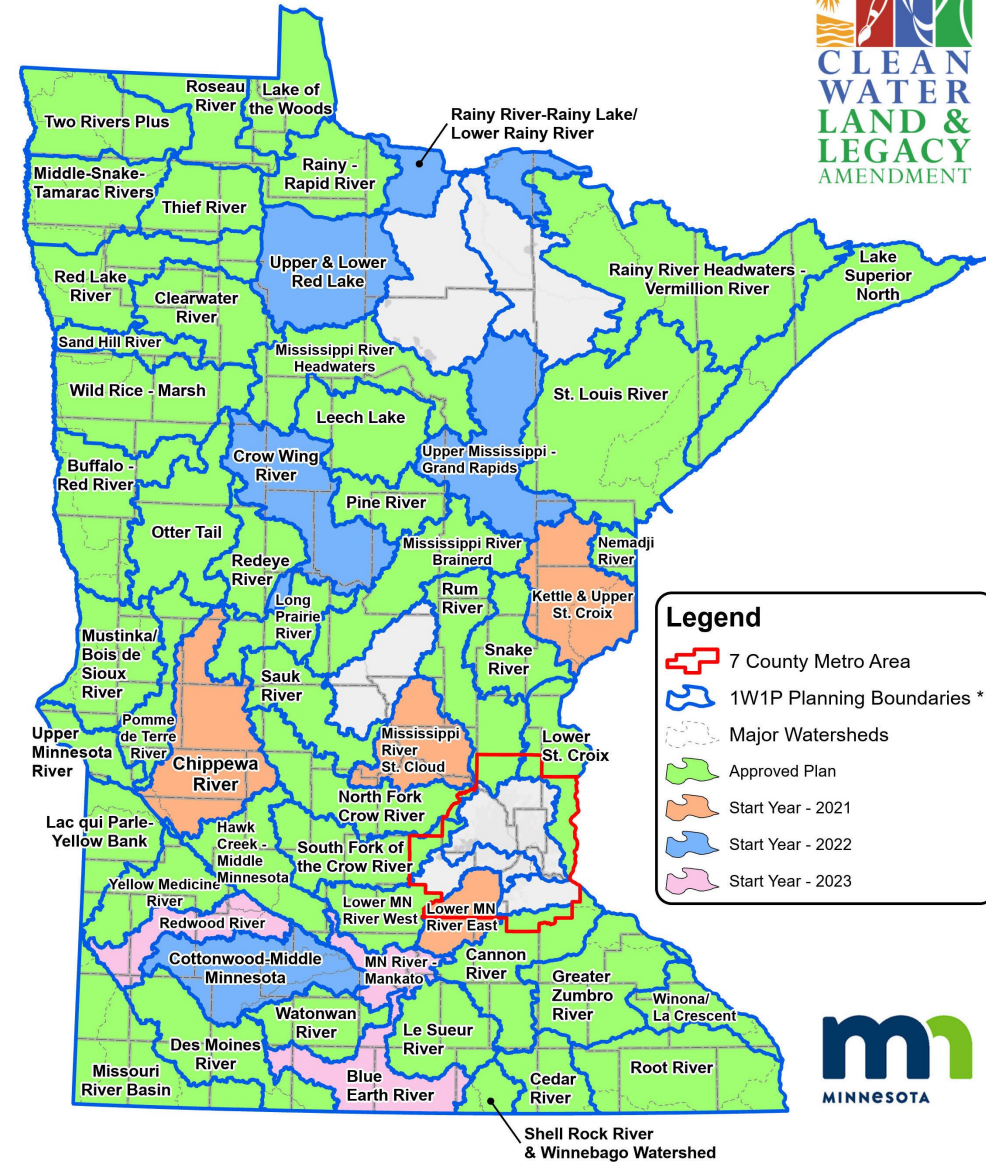 CLEAN
WATER
LAND &
LEGACY
AMENDMENT
Roseau
River
Lake of
the Woods
Two Rivers Plus
Rainy River-Rainy Lake/
Lower Rainy River
Rainy -
Rapid River
Middle-Snake-
Tamarac Rivers
Thief River
Upper & Lower
Red Lake
Rainy River Headwaters -
Vermillion River
Lake
Superior
North
Red Lake
River
Clearwater
River
Sand Hill River
Mississippi River
Headwaters
Wild Rice - Marsh
Leech Lake
St. Louis River
Crow Wing
River
Upper Mississippi -
Grand Rapids
Buffalo -
Red River
Pine River
Otter Tail
Mississippi River
Brainerd
Nemadji
River
Redeye
River
Rum
River
Kettle & Upper
St. Croix
Long
Prairie
River
Mustinka/
Bois de
Sioux
River
Snake
River
Sauk
River
Pomme
de Terre
River
Upper
Minnesota
River
Chippewa
River
Mississippi
River
St. Cloud
Lower
St. Croix
North Fork
Crow River
Lac qui Parle-
Yellow Bank
Hawk
Creek -
Middle
Minnesota
South Fork of
the Crow River
Yellow Medicine
River
Lower MN
River West
Lower MN
River East
Redwood River
Cottonwood-Middle
Minnesota
MN River -
Mankato
Cannon
River
Greater
Zumbro
River
Winona/
La Crescent
Watonwan
River
Le Sueur
River
Des Moines
River
Missouri
River Basin
Blue
Earth River
Cedar
River
Root River
Shell Rock River
& Winnebago Watershed
Legend
7 County Metro Area
1W1P Planning Boundaries *
Major Watersheds
Approved Plan
Start Year - 2021
Start Year - 2022
Start Year - 2023
mn
MINNESOTA